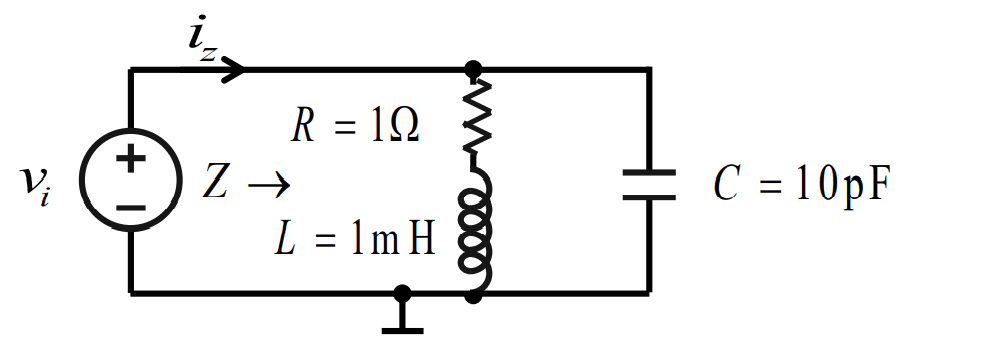 i_z
R = 1Ω
+
v_i
Z →
C = 10pF
−
L = 1mH